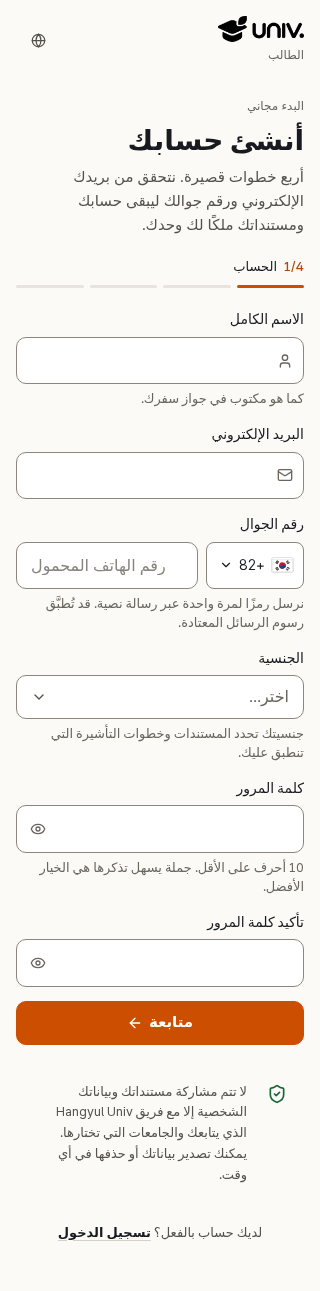 univ.
الطالب
البدء مجاني
أنشئ حسابك
أربع خطوات قصيرة. نتحقق من بريدك
الإلكتروني ورقم جوالك ليبقى حسابك
ومستنداتك ملكًا لك وحدك.
1/4 الحساب
الاسم الكامل
كما هو مكتوب في جواز سفرك.
البريد الإلكتروني
رقم الجوال
+82 رقم الهاتف المحمول
نرسل رمزًا لمرة واحدة عبر رسالة نصية. قد تُطبَّق
رسوم الرسائل المعتادة.
الجنسية
اختر...
جنسيتك تحدد المستندات وخطوات التأشيرة التي
تنطبق عليك.
كلمة المرور
10 أحرف على الأقل. جملة يسهل تذكرها هي الخيار
الأفضل.
تأكيد كلمة المرور
متابعة
لا تتم مشاركة مستنداتك وبياناتك
الشخصية إلا مع فريق Hangyul Univ
الذي يتابعك والجامعات التي تختارها.
يمكنك تصدير بياناتك أو حذفها في أي
وقت.
لديك حساب بالفعل؟ تسجيل الدخول